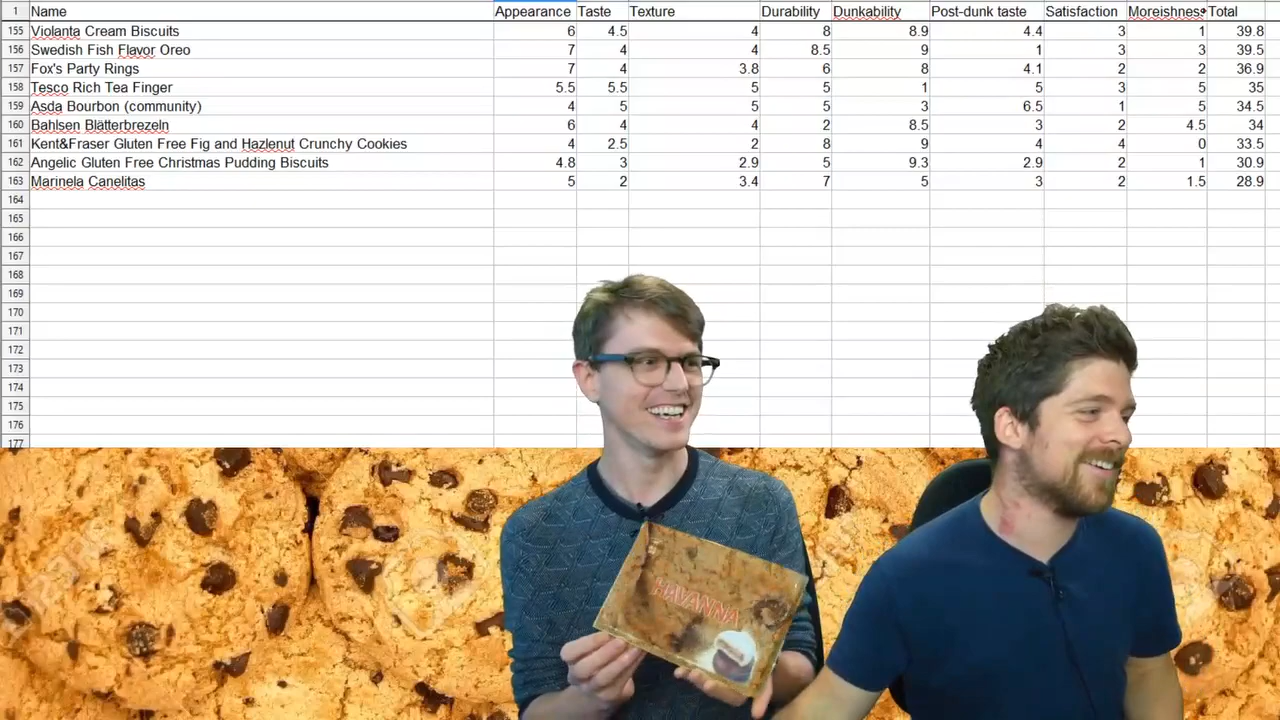 1 Name Appearance Taste Texture Durability Dunkability Post-dunk taste Satisfaction Moreishness Total
155 Violanta Cream Biscuits 6 4.5 4 8 8.9 4.4 3 1 39.8
156 Swedish Fish Flavor Oreo 7 4 4 8.5 9 1 3 3 39.5
157 Fox's Party Rings 7 4 3.8 6 8 4.1 2 2 36.9
158 Tesco Rich Tea Finger 5.5 5.5 5 5 1 5 3 5 35
159 Asda Bourbon (community) 4 5 5 5 3 6.5 1 5 34.5
160 Bahlsen Blätterbrezeln 6 4 4 2 8.5 3 2 4.5 34
161 Kent&Fraser Gluten Free Fig and Hazlenut Crunchy Cookies 4 2.5 2 8 9 4 4 0 33.5
162 Angelic Gluten Free Christmas Pudding Biscuits 4.8 3 2.9 5 9.3 2.9 2 1 30.9
163 Marinela Canelitas 5 2 3.4 7 5 3 2 1.5 28.9
164
165
166
167
168
169
170
171
172
173
174
175
176
177
HAVANNA